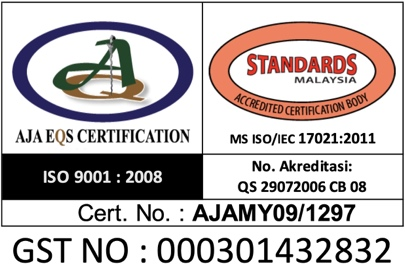 STANDARDS
MALAYSIA
ACCREDITED CERTIFICATION BODY
AJA EQS CERTIFICATION
MS ISO/IEC 17021:2011
ISO 9001 : 2008
No. Akreditasi:
QS 29072006 CB 08
Cert. No. : AJAMY09/1297
GST NO : 000301432832